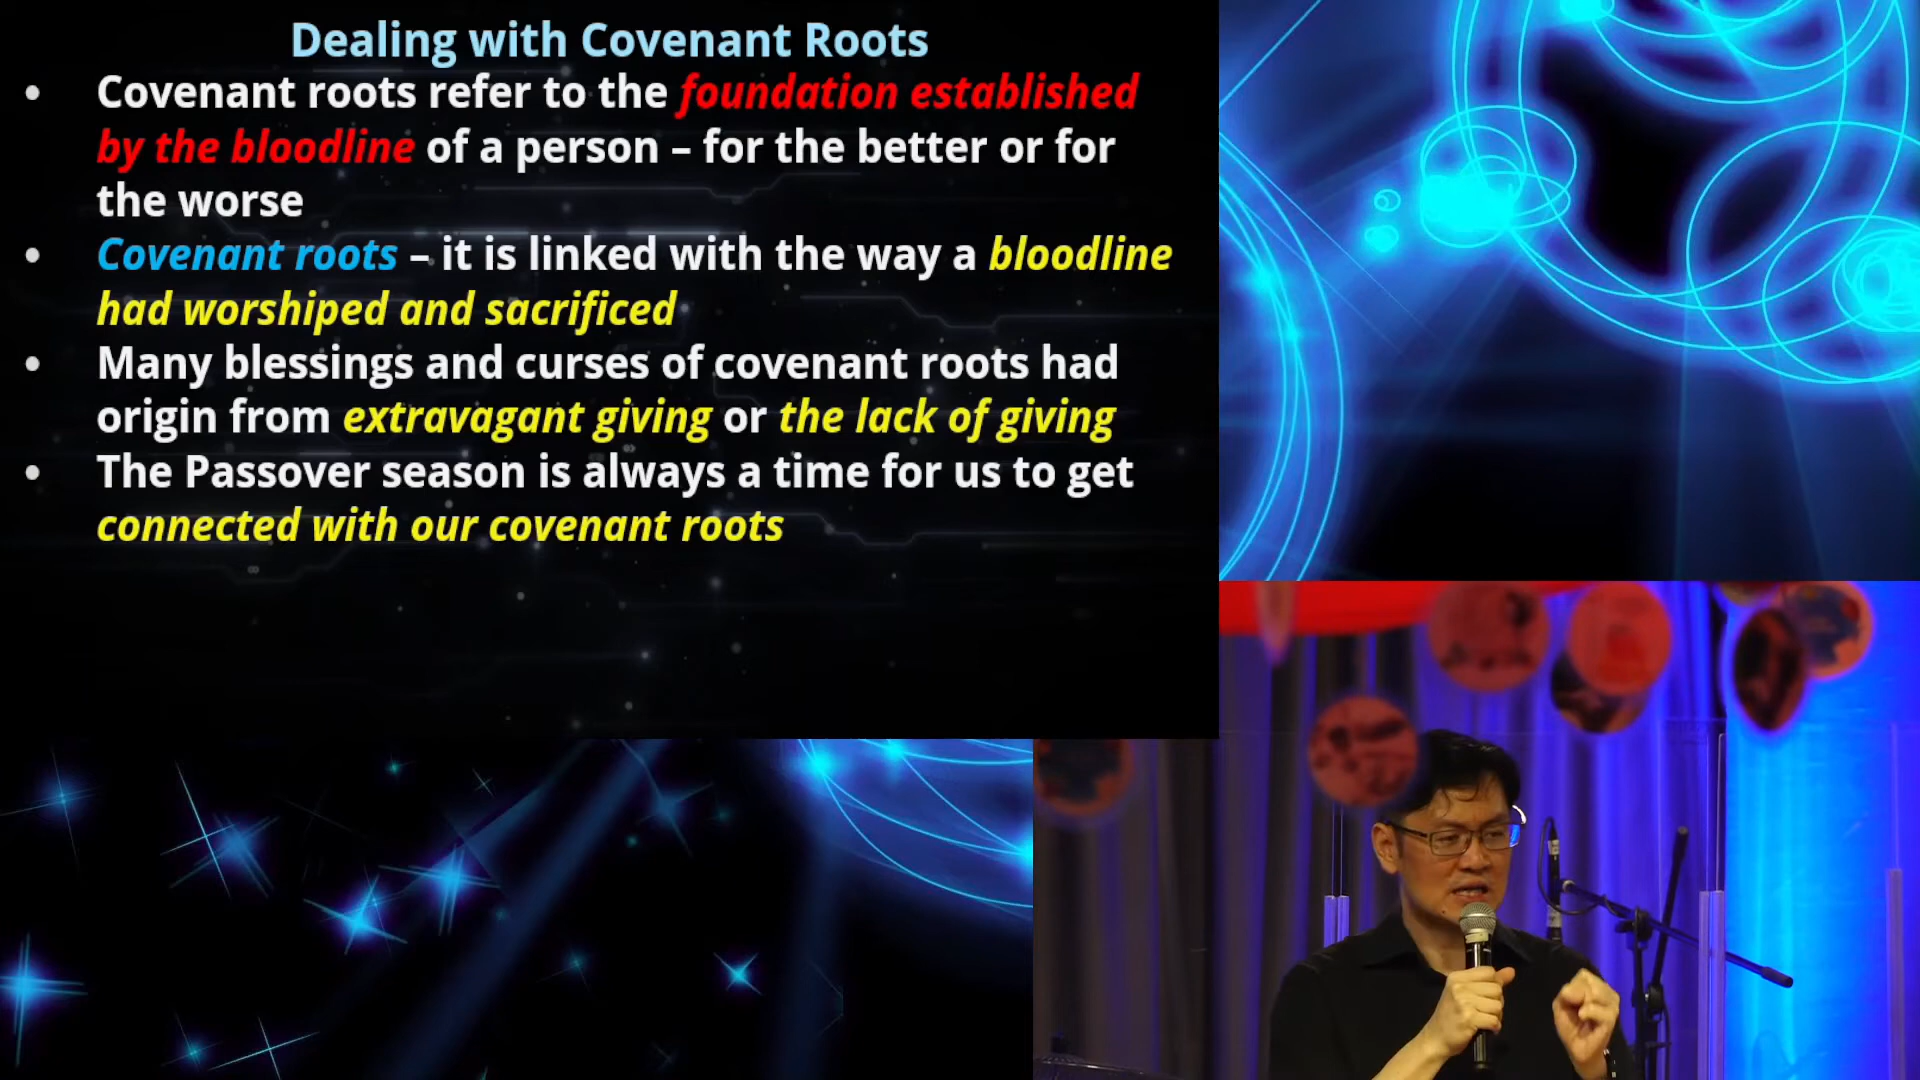 Dealing with Covenant Roots
• Covenant roots refer to the foundation established
by the bloodline of a person – for the better or for
the worse
• Covenant roots – it is linked with the way a bloodline
had worshiped and sacrificed
• Many blessings and curses of covenant roots had
origin from extravagant giving or the lack of giving
• The Passover season is always a time for us to get
connected with our covenant roots